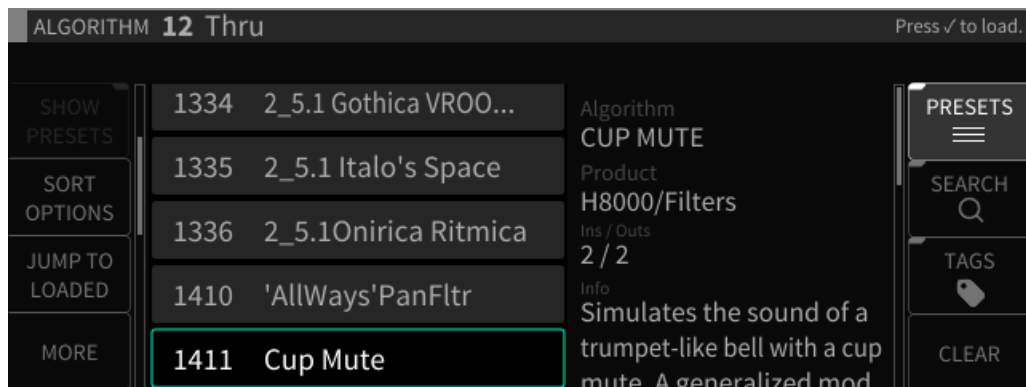 ALGORITHM 12 Thru
Press ✓ to load.
SHOW
PRESETS
SORT
OPTIONS
JUMP TO
LOADED
MORE
1334 2_5.1 Gothica VROO...
1335 2_5.1 Italo's Space
1336 2_5.1Onirica Ritmica
1410 'AllWays'PanFltr
1411 Cup Mute
Algorithm
CUP MUTE
Product
H8000/Filters
Ins / Outs
2 / 2
Info
Simulates the sound of a
trumpet-like bell with a cup
mute. A generalized mod
PRESETS
SEARCH
TAGS
CLEAR